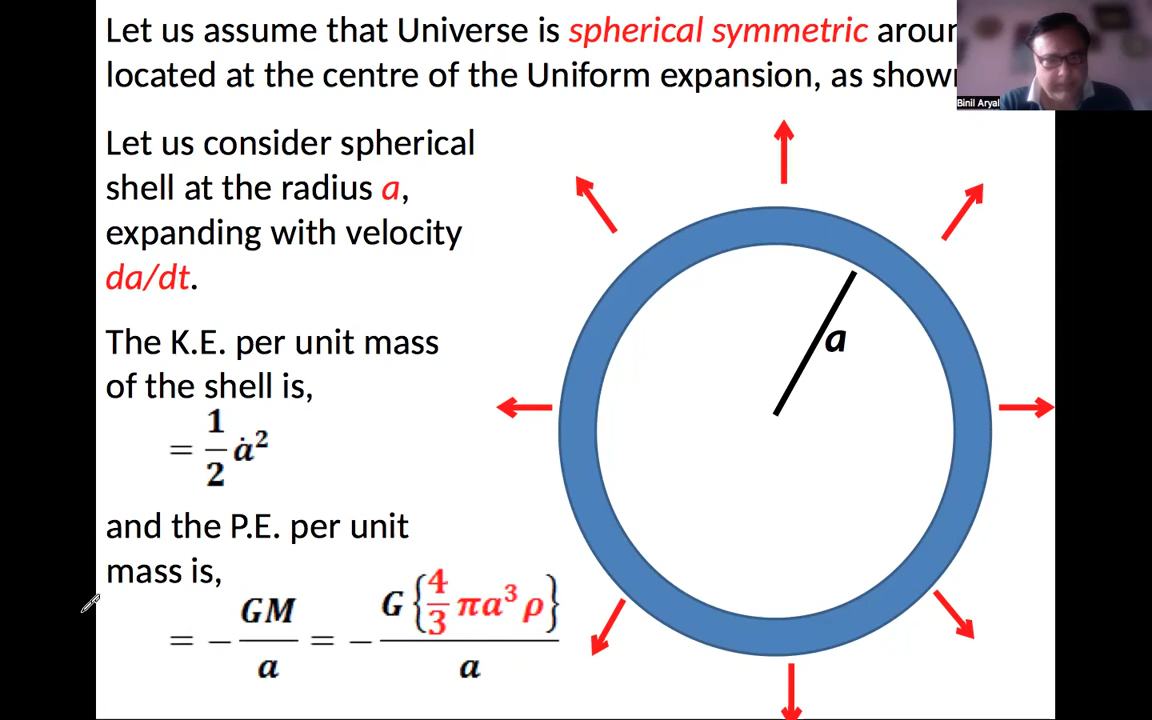 Let us assume that Universe is spherical symmetric
located at the centre of the Uniform expansion, as
Binil Aryal
Let us consider spherical
shell at the radius a,
expanding with velocity
da/dt.
The K.E. per unit mass
of the shell is,
= 1/2 ȧ²
and the P.E. per unit
mass is,
= − GM/a = − G{4/3 πa³ρ}/a
a